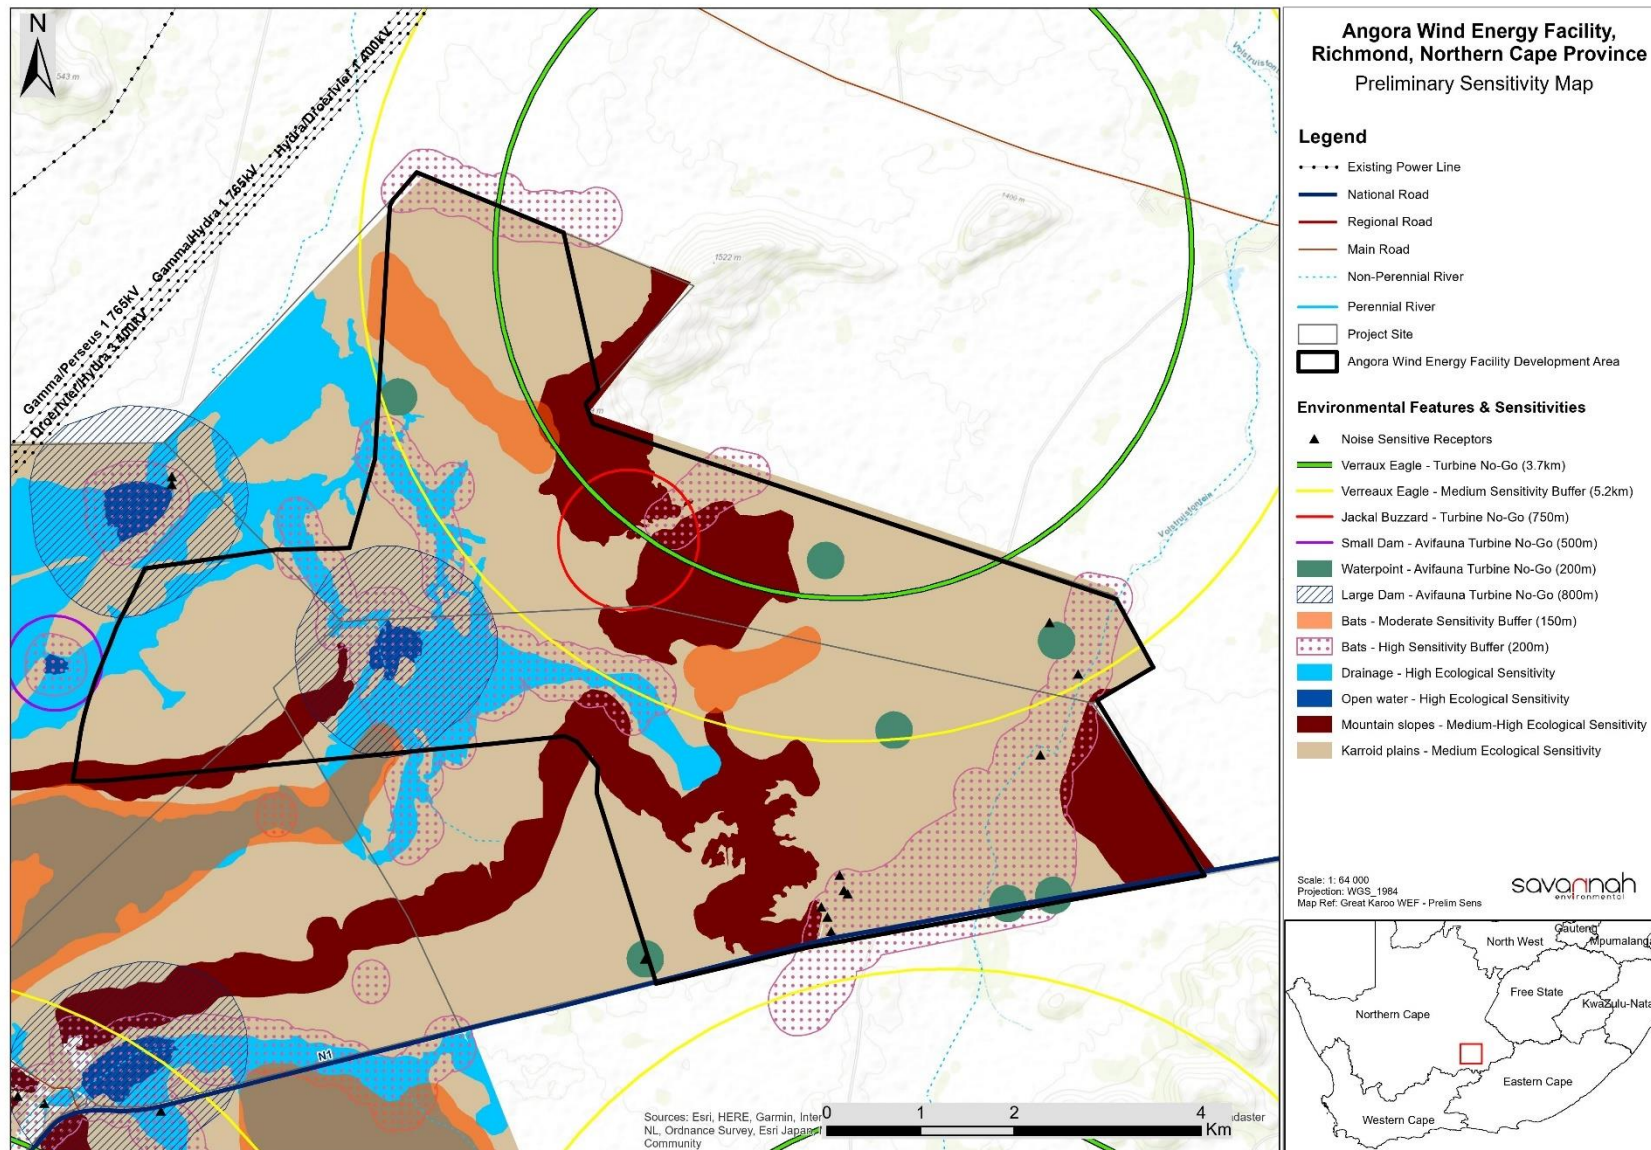 N
543 m
Hydra/Droerivier 1 400kV
Gamma/Hydra 1 765kV
Gamma/Perseus 1 765kV
Droerivier/Hydra 3 400kV
1522 m
1400 m
Volstruisfontein
N1
Sources: Esri, HERE, Garmin,
NL, Ordnance Survey, Esri Japan,
Community
0 1 2 4
Km
Angora Wind Energy Facility,
Richmond, Northern Cape Province
Preliminary Sensitivity Map
Legend
Existing Power Line
National Road
Regional Road
Main Road
Non-Perennial River
Perennial River
Project Site
Angora Wind Energy Facility Development Area
Environmental Features & Sensitivities
Noise Sensitive Receptors
Verraux Eagle - Turbine No-Go (3.7km)
Verreaux Eagle - Medium Sensitivity Buffer (5.2km)
Jackal Buzzard - Turbine No-Go (750m)
Small Dam - Avifauna Turbine No-Go (500m)
Waterpoint - Avifauna Turbine No-Go (200m)
Large Dam - Avifauna Turbine No-Go (800m)
Bats - Moderate Sensitivity Buffer (150m)
Bats - High Sensitivity Buffer (200m)
Drainage - High Ecological Sensitivity
Open water - High Ecological Sensitivity
Mountain slopes - Medium-High Ecological Sensitivity
Karroid plains - Medium Ecological Sensitivity
Scale: 1: 64 000
Projection: WGS_1984
Map Ref: Great Karoo WEF - Prelim Sens
savannah
environmental
North West
Gauteng
Mpumalang
Free State
KwaZulu-Nata
Northern Cape
Eastern Cape
Western Cape